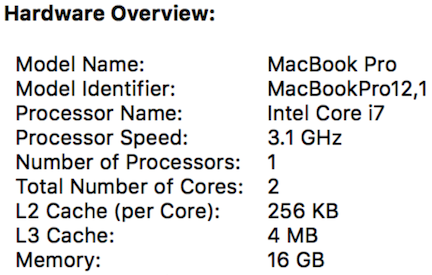 Hardware Overview:
Model Name: MacBook Pro
Model Identifier: MacBookPro12,1
Processor Name: Intel Core i7
Processor Speed: 3.1 GHz
Number of Processors: 1
Total Number of Cores: 2
L2 Cache (per Core): 256 KB
L3 Cache: 4 MB
Memory: 16 GB